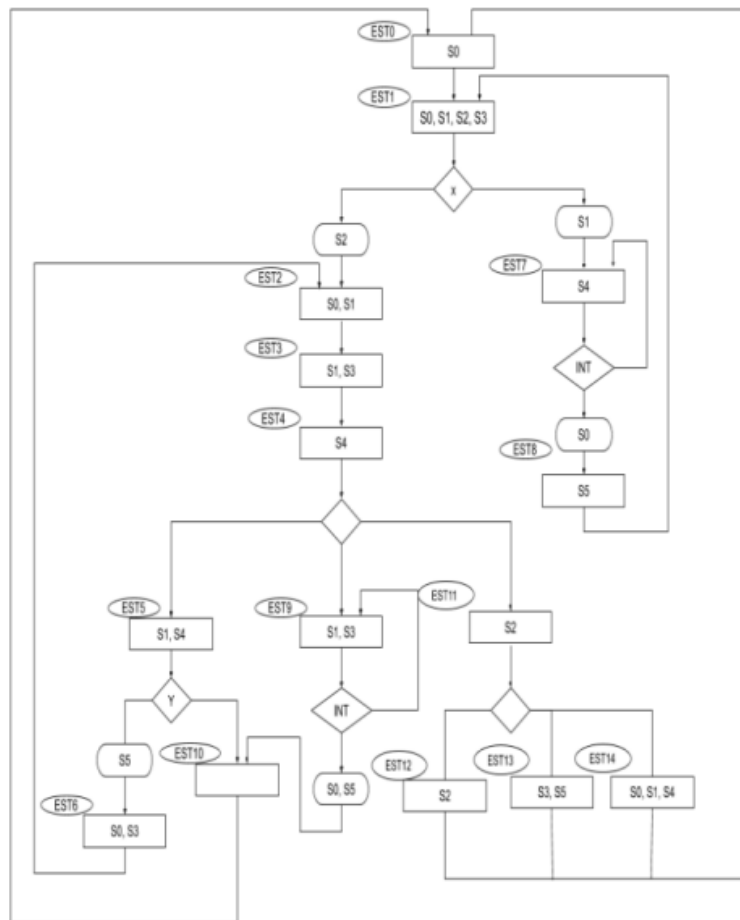 EST0
S0
EST1
S0, S1, S2, S3
X
S2
S1
EST2
S0, S1
EST7
S4
EST3
S1, S3
INT
EST4
S4
S0
EST8
S5
EST5
S1, S4
EST9
S1, S3
EST11
S2
Y
INT
S5
EST10
S0, S5
EST12
S2
EST13
S3, S5
EST14
S0, S1, S4
EST6
S0, S3